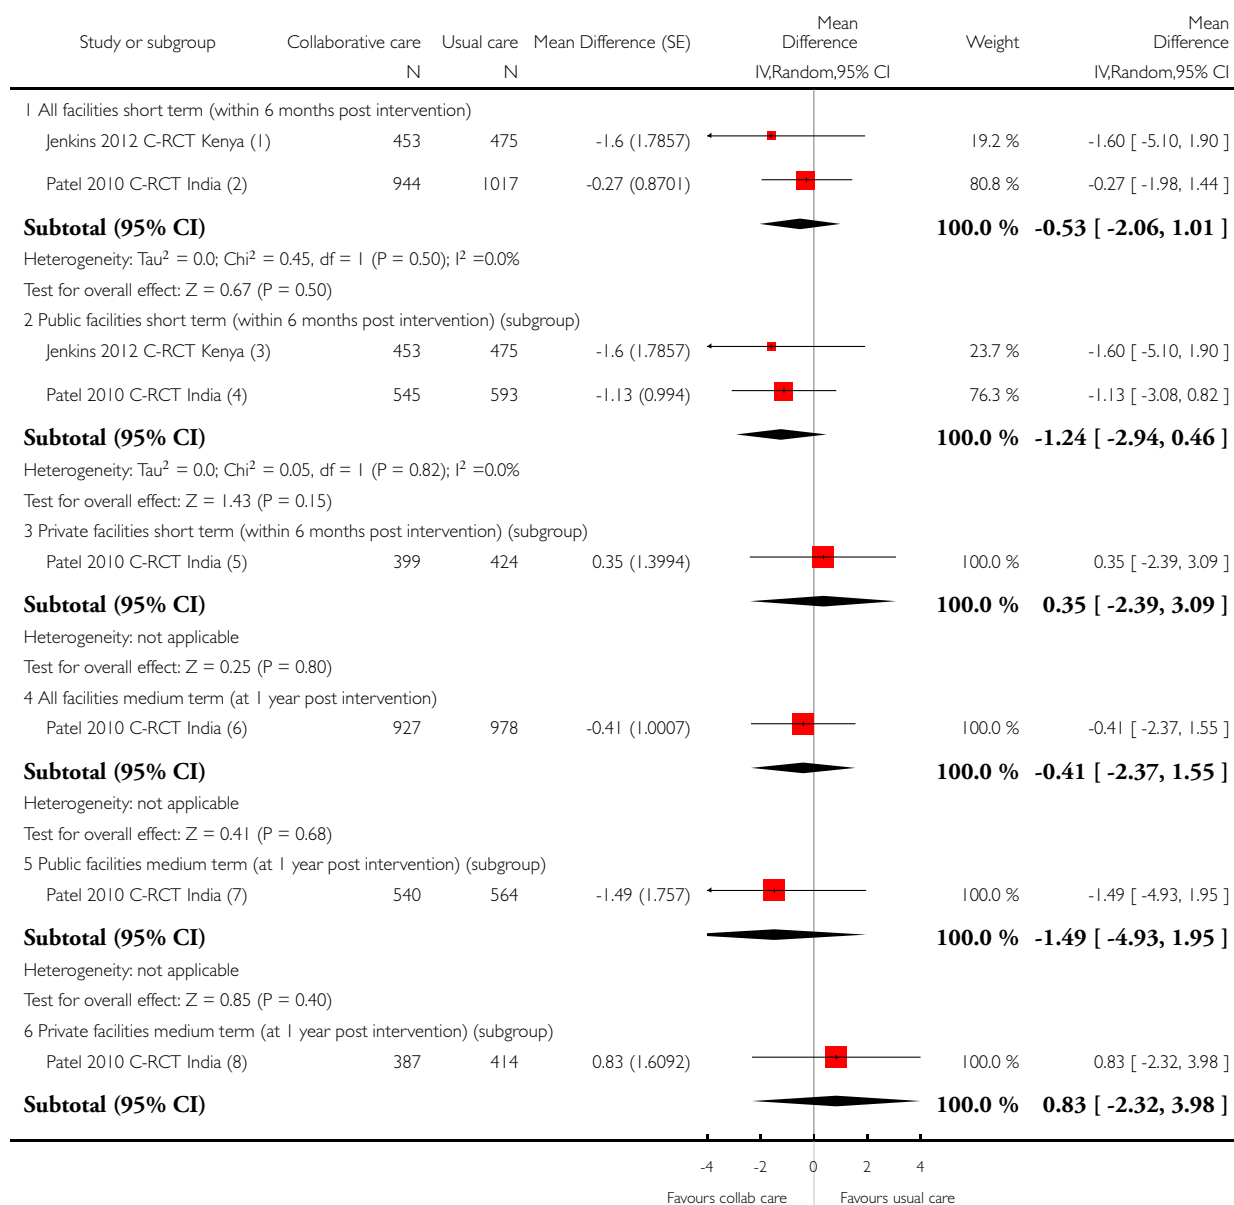 Study or subgroup Collaborative care Usual care Mean Difference (SE) Mean Difference Weight Mean Difference
N N IV,Random,95% CI IV,Random,95% CI
1 All facilities short term (within 6 months post intervention)
Jenkins 2012 C-RCT Kenya (1) 453 475 -1.6 (1.7857) 19.2 % -1.60 [ -5.10, 1.90 ]
Patel 2010 C-RCT India (2) 944 1017 -0.27 (0.8701) 80.8 % -0.27 [ -1.98, 1.44 ]
Subtotal (95% CI) 100.0 % -0.53 [ -2.06, 1.01 ]
Heterogeneity: Tau² = 0.0; Chi² = 0.45, df = 1 (P = 0.50); I² =0.0%
Test for overall effect: Z = 0.67 (P = 0.50)
2 Public facilities short term (within 6 months post intervention) (subgroup)
Jenkins 2012 C-RCT Kenya (3) 453 475 -1.6 (1.7857) 23.7 % -1.60 [ -5.10, 1.90 ]
Patel 2010 C-RCT India (4) 545 593 -1.13 (0.994) 76.3 % -1.13 [ -3.08, 0.82 ]
Subtotal (95% CI) 100.0 % -1.24 [ -2.94, 0.46 ]
Heterogeneity: Tau² = 0.0; Chi² = 0.05, df = 1 (P = 0.82); I² =0.0%
Test for overall effect: Z = 1.43 (P = 0.15)
3 Private facilities short term (within 6 months post intervention) (subgroup)
Patel 2010 C-RCT India (5) 399 424 0.35 (1.3994) 100.0 % 0.35 [ -2.39, 3.09 ]
Subtotal (95% CI) 100.0 % 0.35 [ -2.39, 3.09 ]
Heterogeneity: not applicable
Test for overall effect: Z = 0.25 (P = 0.80)
4 All facilities medium term (at 1 year post intervention)
Patel 2010 C-RCT India (6) 927 978 -0.41 (1.0007) 100.0 % -0.41 [ -2.37, 1.55 ]
Subtotal (95% CI) 100.0 % -0.41 [ -2.37, 1.55 ]
Heterogeneity: not applicable
Test for overall effect: Z = 0.41 (P = 0.68)
5 Public facilities medium term (at 1 year post intervention) (subgroup)
Patel 2010 C-RCT India (7) 540 564 -1.49 (1.757) 100.0 % -1.49 [ -4.93, 1.95 ]
Subtotal (95% CI) 100.0 % -1.49 [ -4.93, 1.95 ]
Heterogeneity: not applicable
Test for overall effect: Z = 0.85 (P = 0.40)
6 Private facilities medium term (at 1 year post intervention) (subgroup)
Patel 2010 C-RCT India (8) 387 414 0.83 (1.6092) 100.0 % 0.83 [ -2.32, 3.98 ]
Subtotal (95% CI) 100.0 % 0.83 [ -2.32, 3.98 ]
-4 -2 0 2 4
Favours collab care Favours usual care